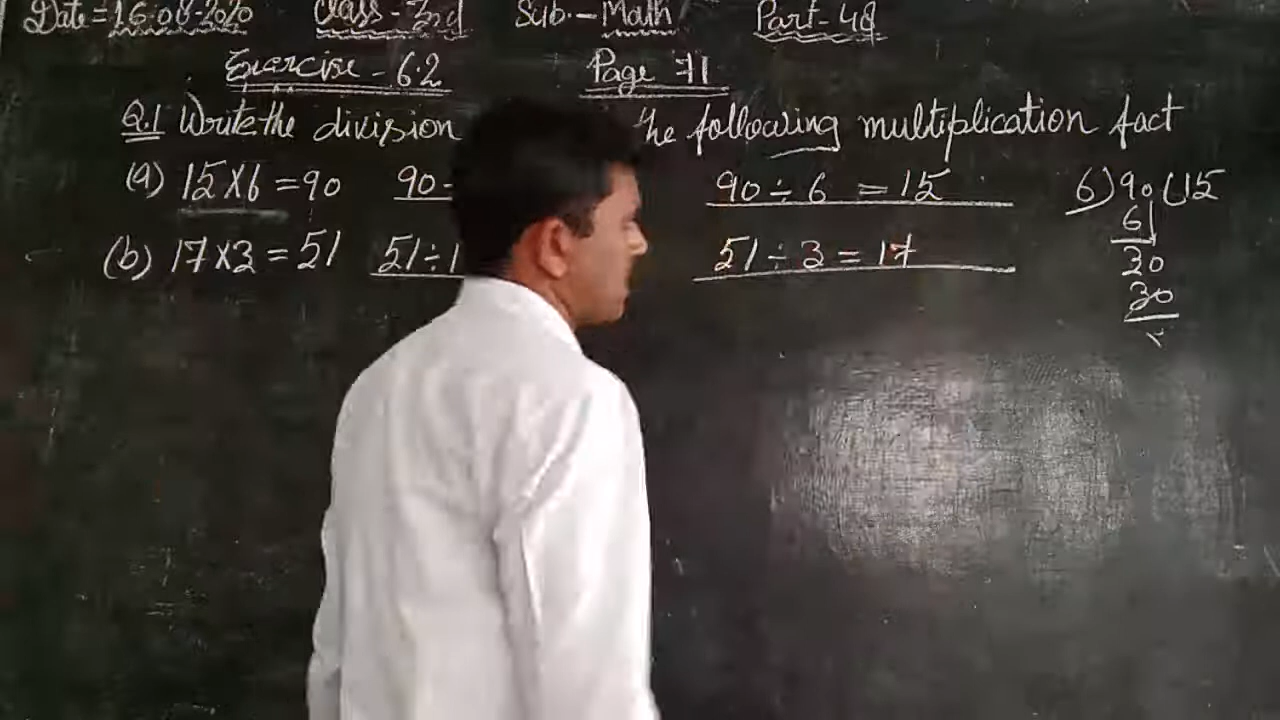 Date = 16-08-2020 Class - 3rd Sub.- Math Part-48
Exercise - 6.2 Page 71
Q.1 Write the division the following multiplication fact
(a) 15 X 6 = 90 90÷ 90 ÷ 6 = 15 6)90(15
6
30
30
x
(b) 17 X 3 = 51 51 ÷ 1 51 ÷ 3 = 17